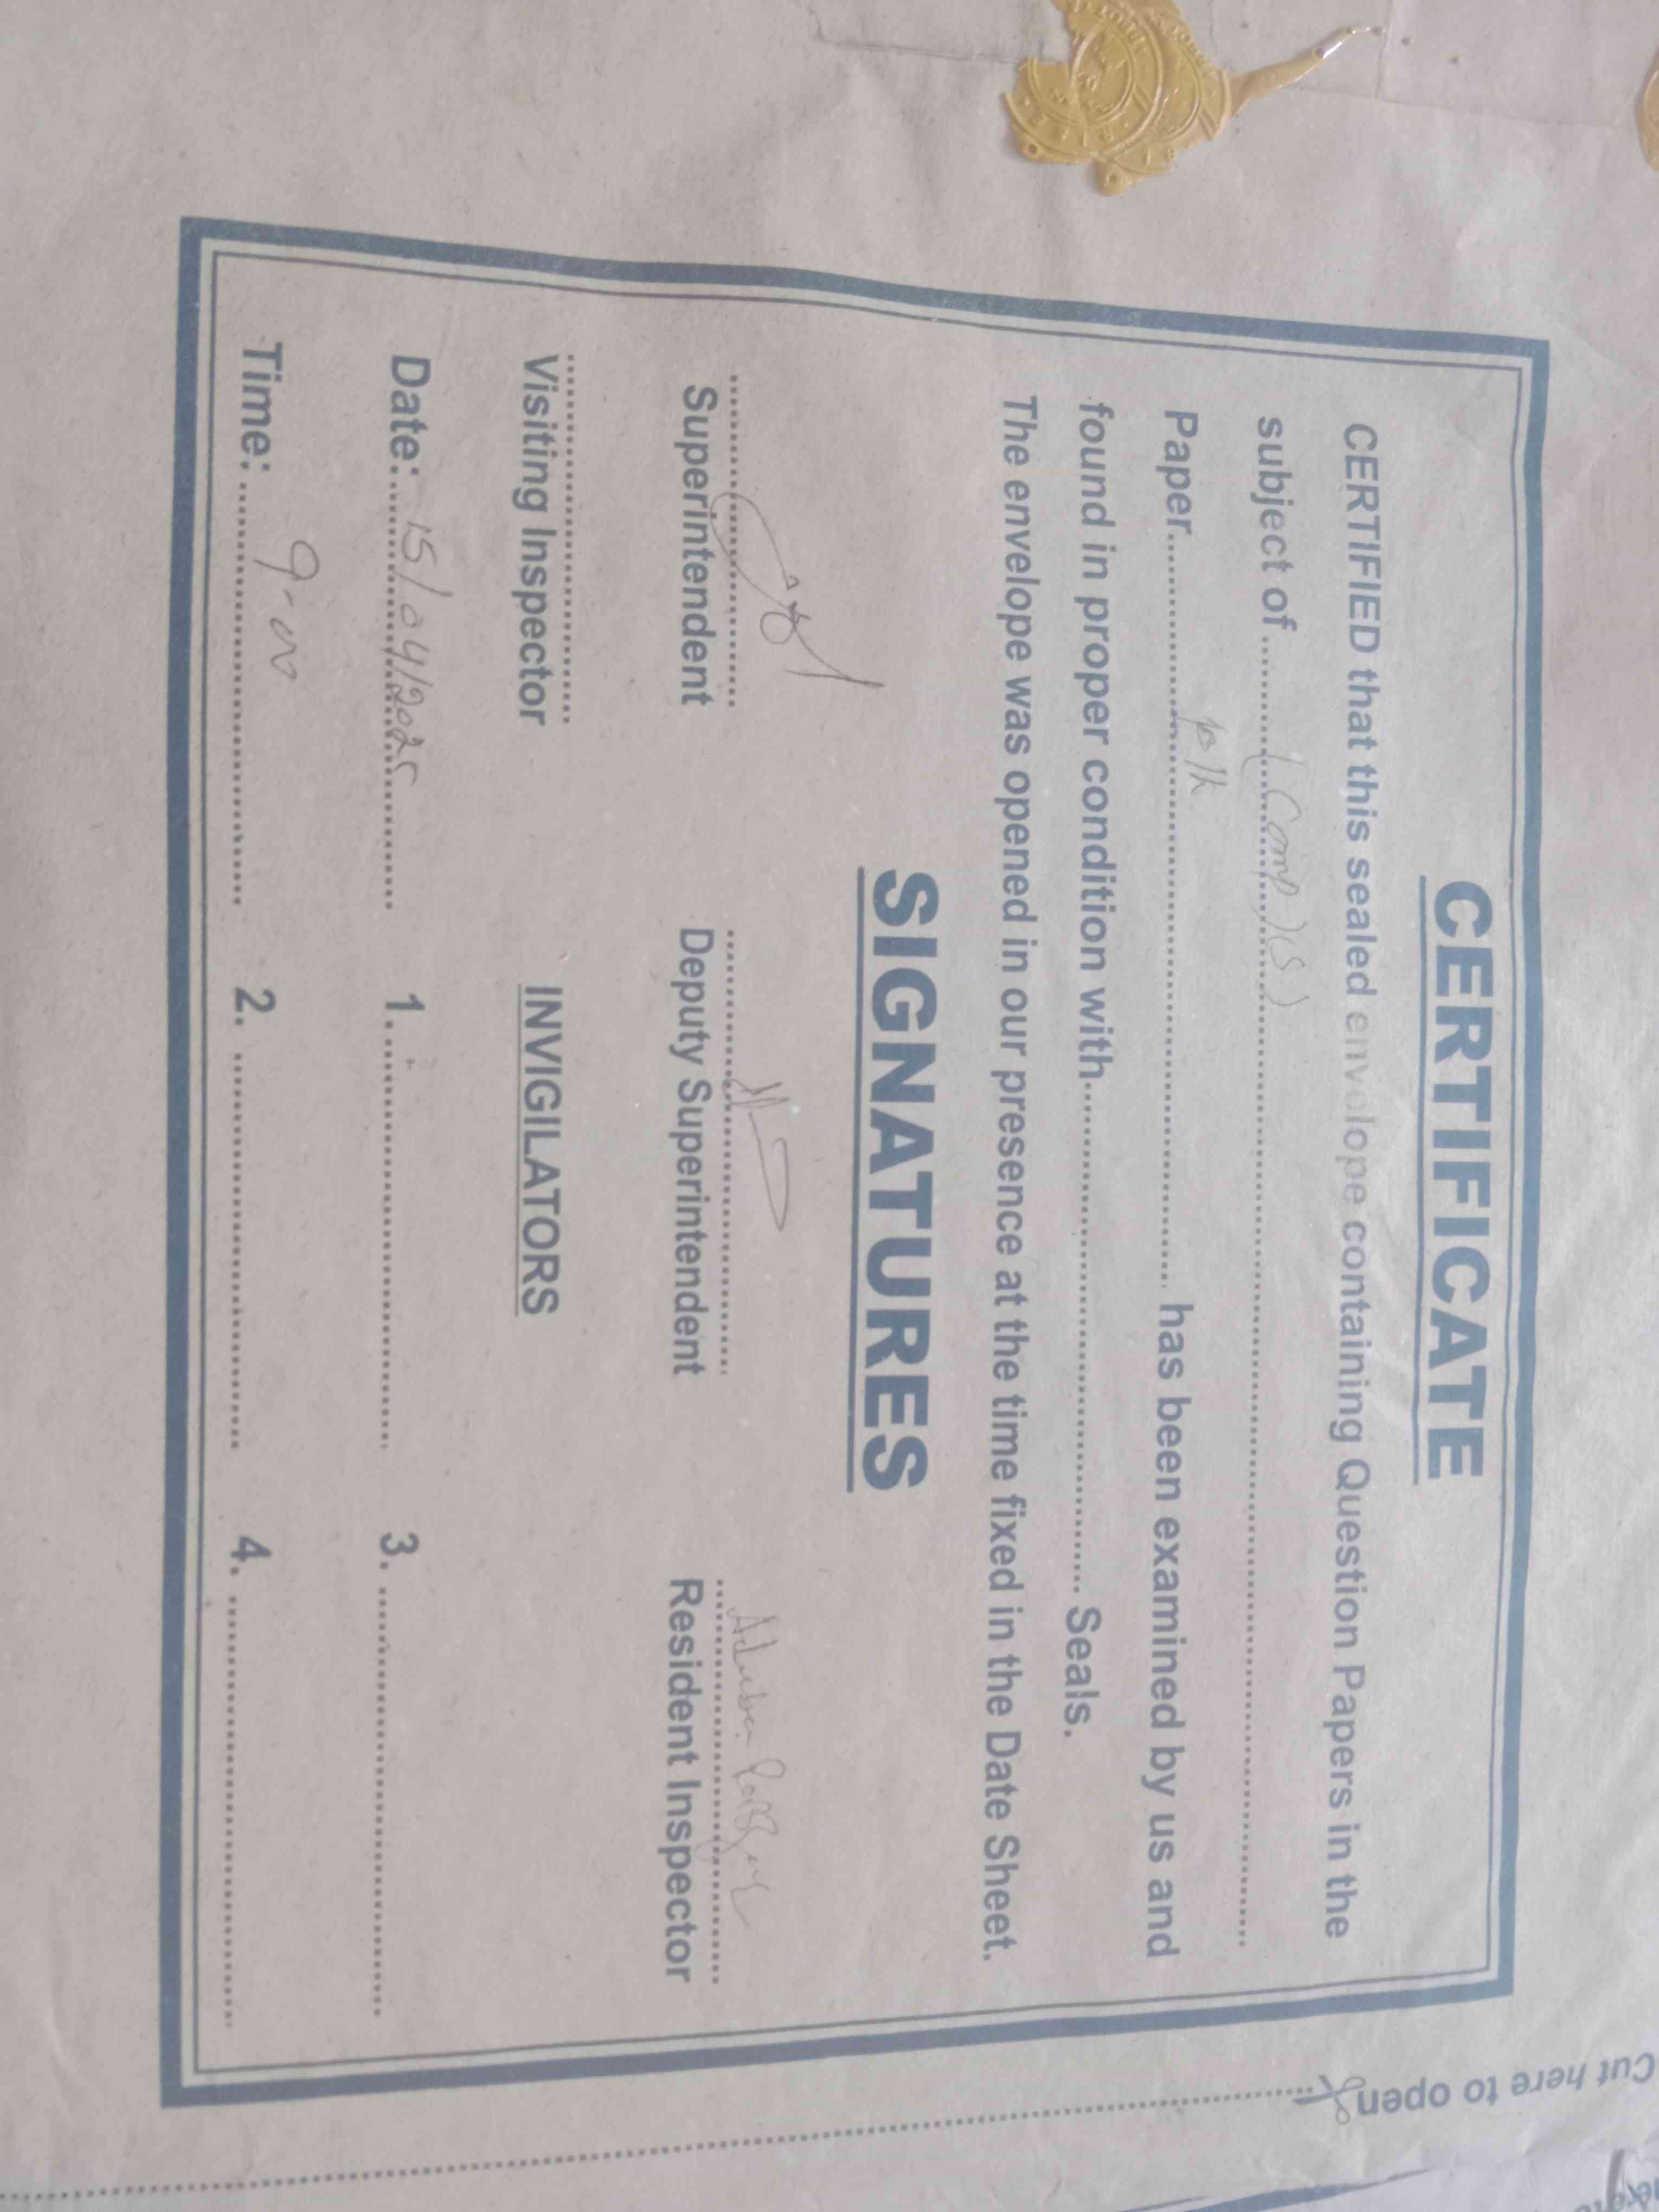 CERTIFICATE
CERTIFIED that this sealed envelope containing Question Papers in the
subject of ........ (Comp)(S) ........
Paper........ 10th ........ has been examined by us and
found in proper condition with........ Seals.
The envelope was opened in our presence at the time fixed in the Date Sheet.
SIGNATURES
Superintendent Deputy Superintendent Resident Inspector
Visiting Inspector INVIGILATORS
Date: 15/04/2025 1. ........ 3. ........
Time: ........ 2. ........ 4. ........
Cut here to open